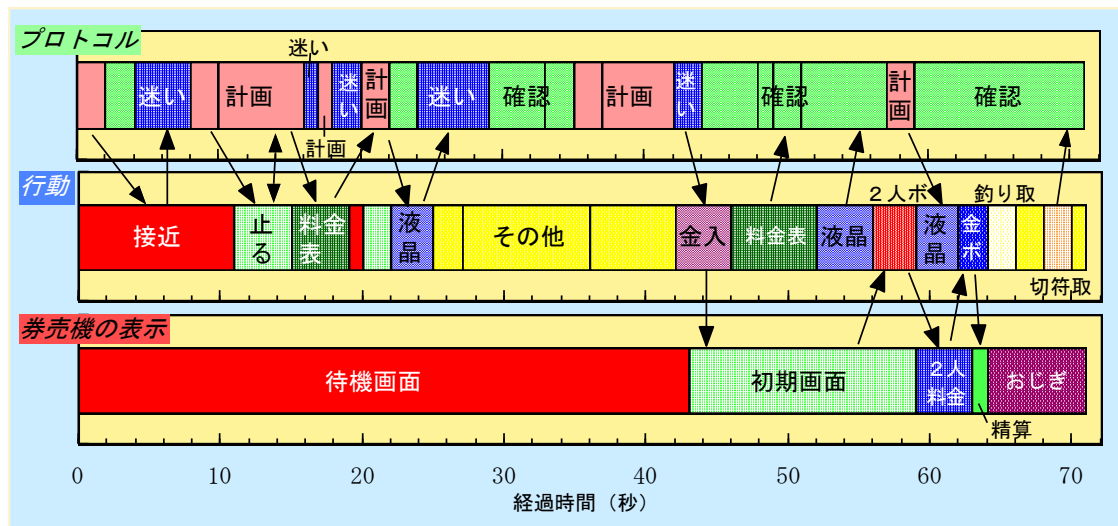 プロトコル
迷い
迷い
計画
迷い
計画
迷い
確認
計画
迷い
確認
計画
確認
計画
行動
２人ボ
釣り取
接近
止る
料金表
液晶
その他
金入
料金表
液晶
液晶
金ボ
切符取
券売機の表示
待機画面
初期画面
２人料金
おじぎ
精算
0 10 20 30 40 50 60 70
経過時間（秒）